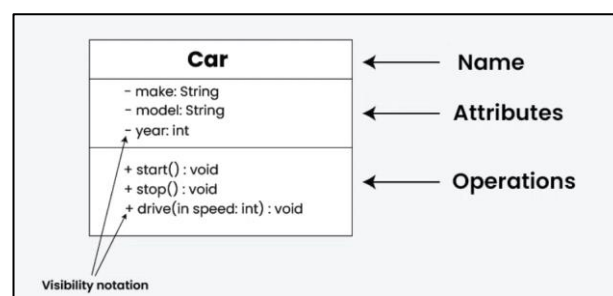 Car
- make: String
- model: String
- year: int
+ start() : void
+ stop() : void
+ drive(in speed: int) : void
Name
Attributes
Operations
Visibility notation